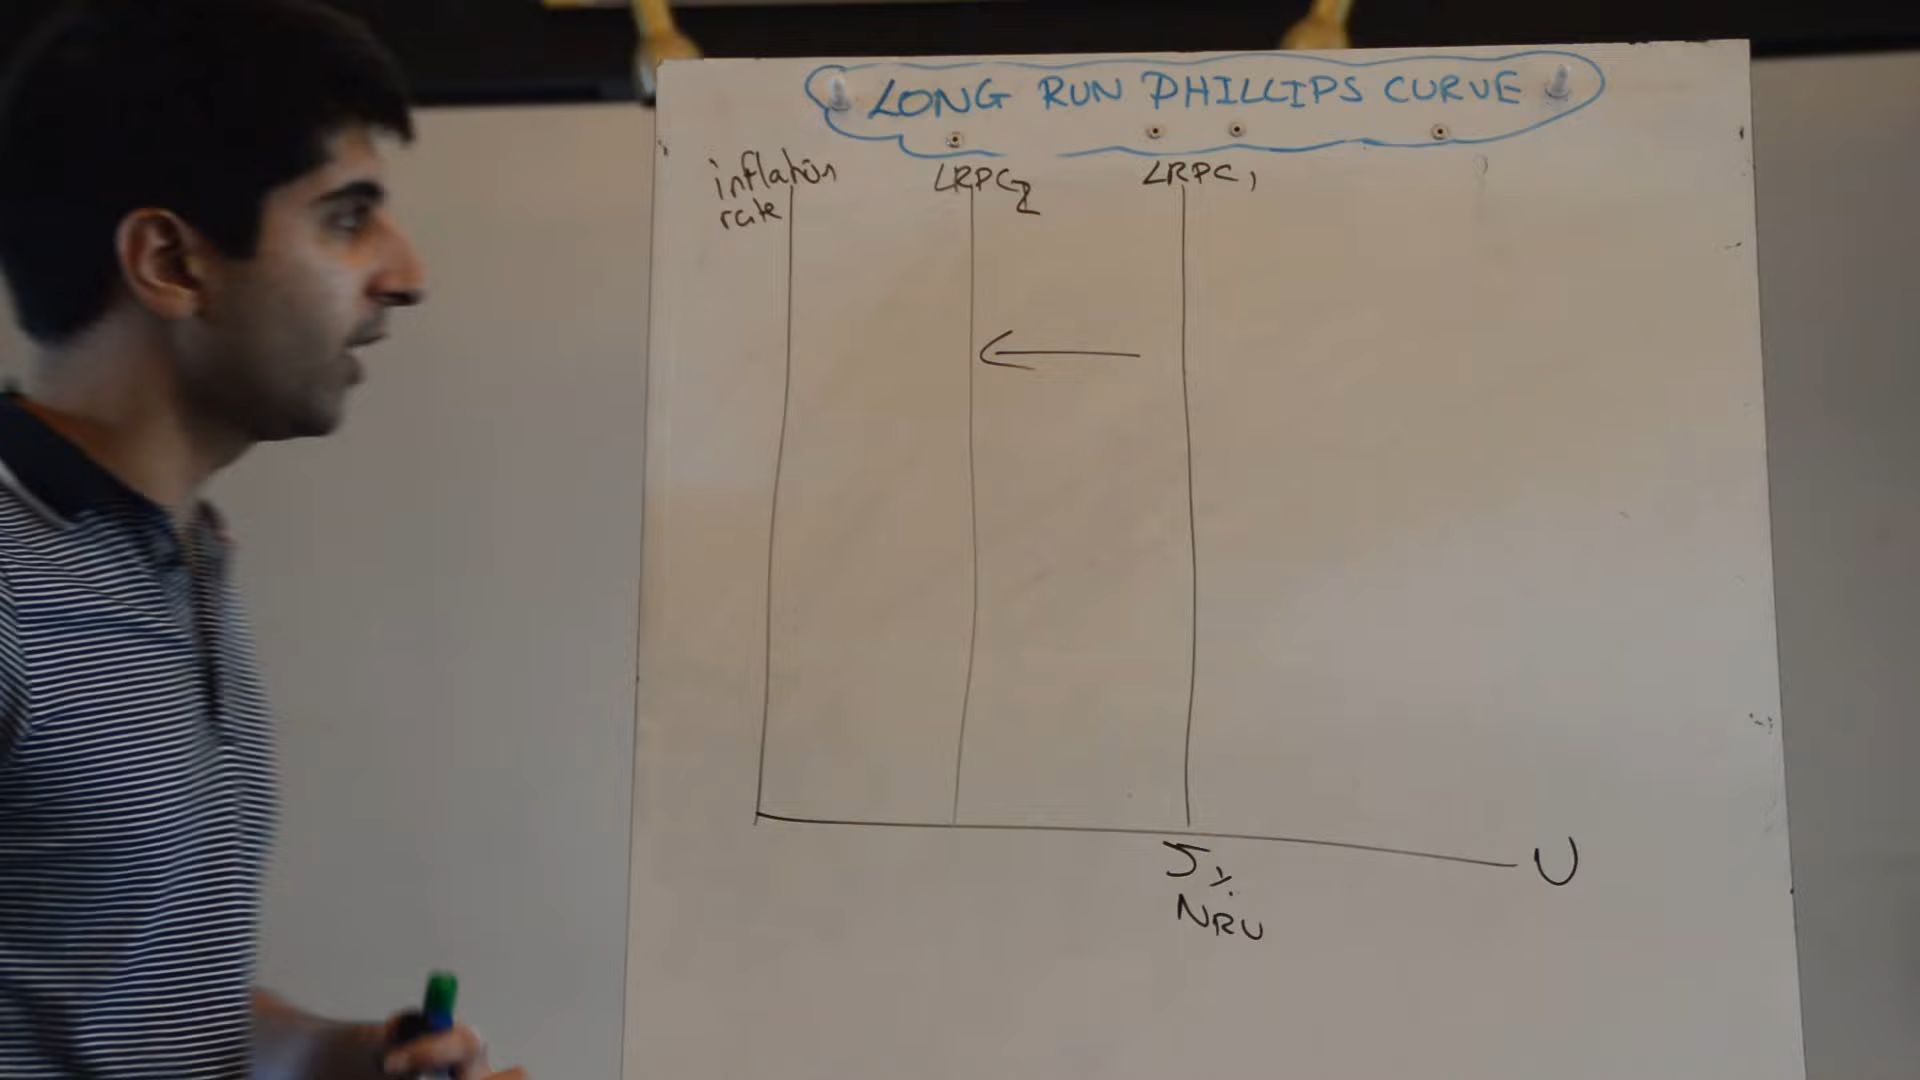 LONG RUN PHILLIPS CURVE
inflation
rate
LRPC2
LRPC1
5%
NRU
U